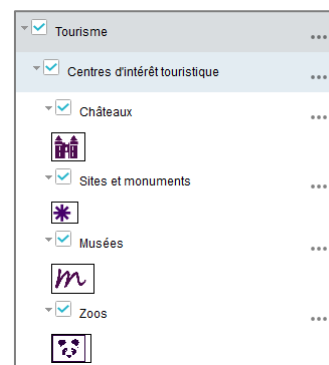 Tourisme
Centres d'intérêt touristique
Châteaux
Sites et monuments
Musées
m
Zoos